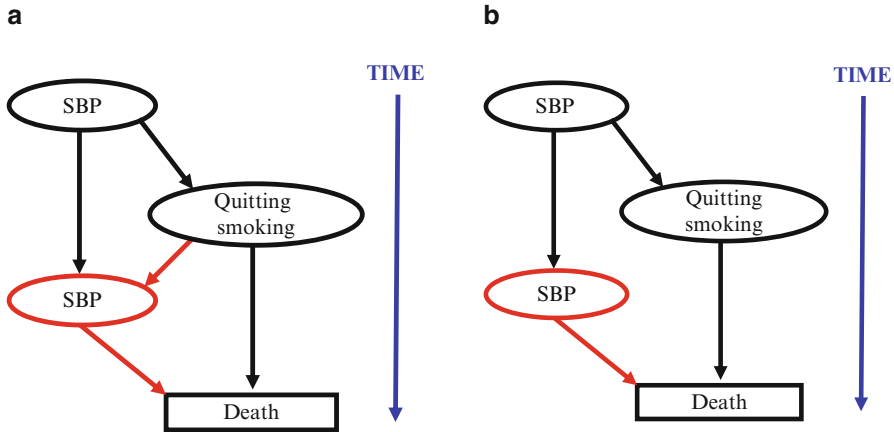 a
TIME
SBP
Quitting
smoking
SBP
Death
b
TIME
SBP
Quitting
smoking
SBP
Death